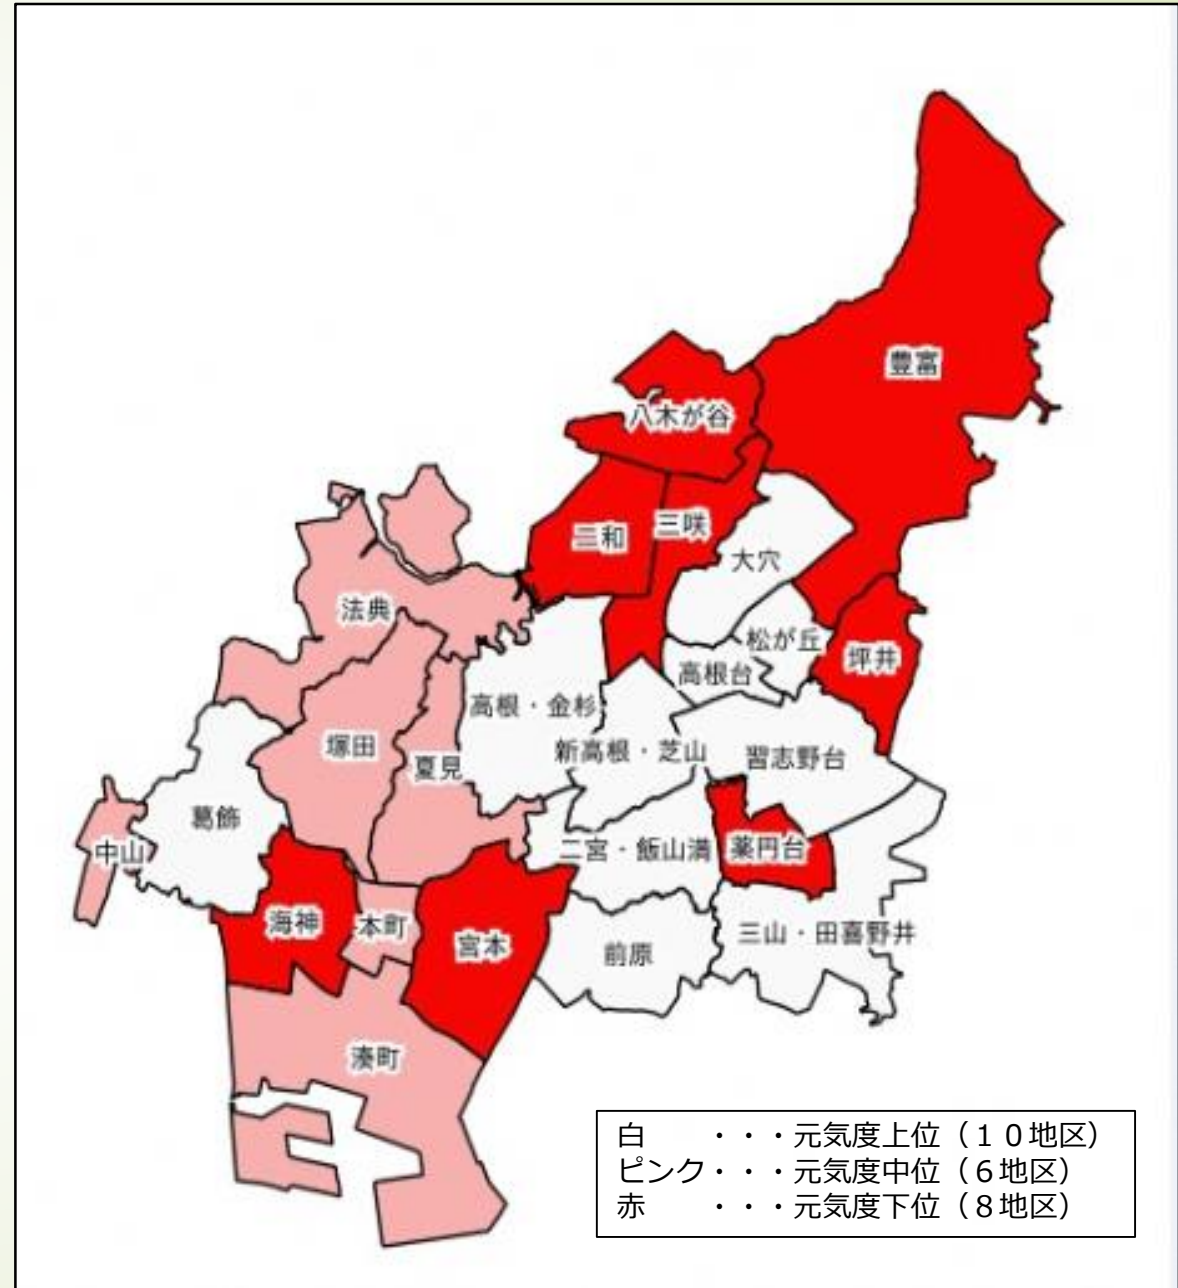 豊富
八木が谷
三咲
二和
大穴
法典
松が丘
坪井
高根台
高根・金杉
塚田
新高根・芝山
習志野台
夏見
葛飾
中山
二宮・飯山満
薬円台
海神
本町
宮本
前原
三山・田喜野井
湊町
白　　・・・元気度上位（１０地区）
ピンク・・・元気度中位（６地区）
赤　　・・・元気度下位（８地区）